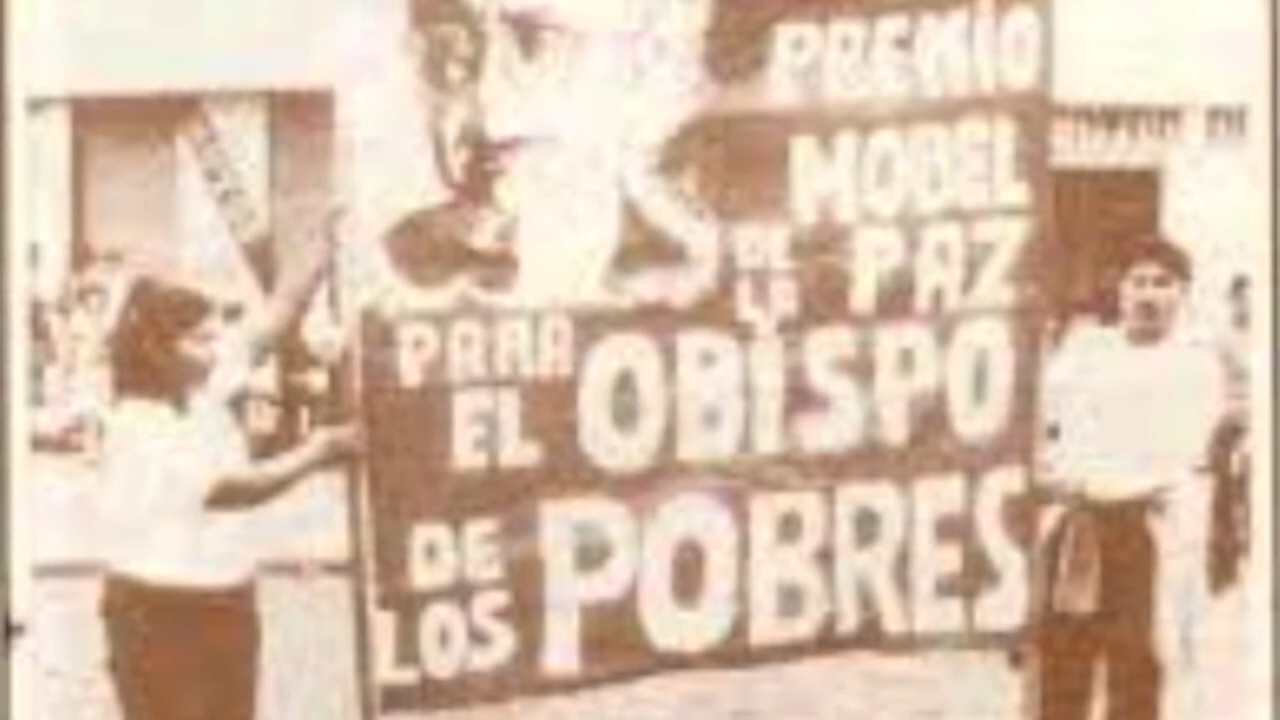 PREMIO
MOBEL
DE LA PAZ
PARA
EL OBISPO
DE LOS POBRES